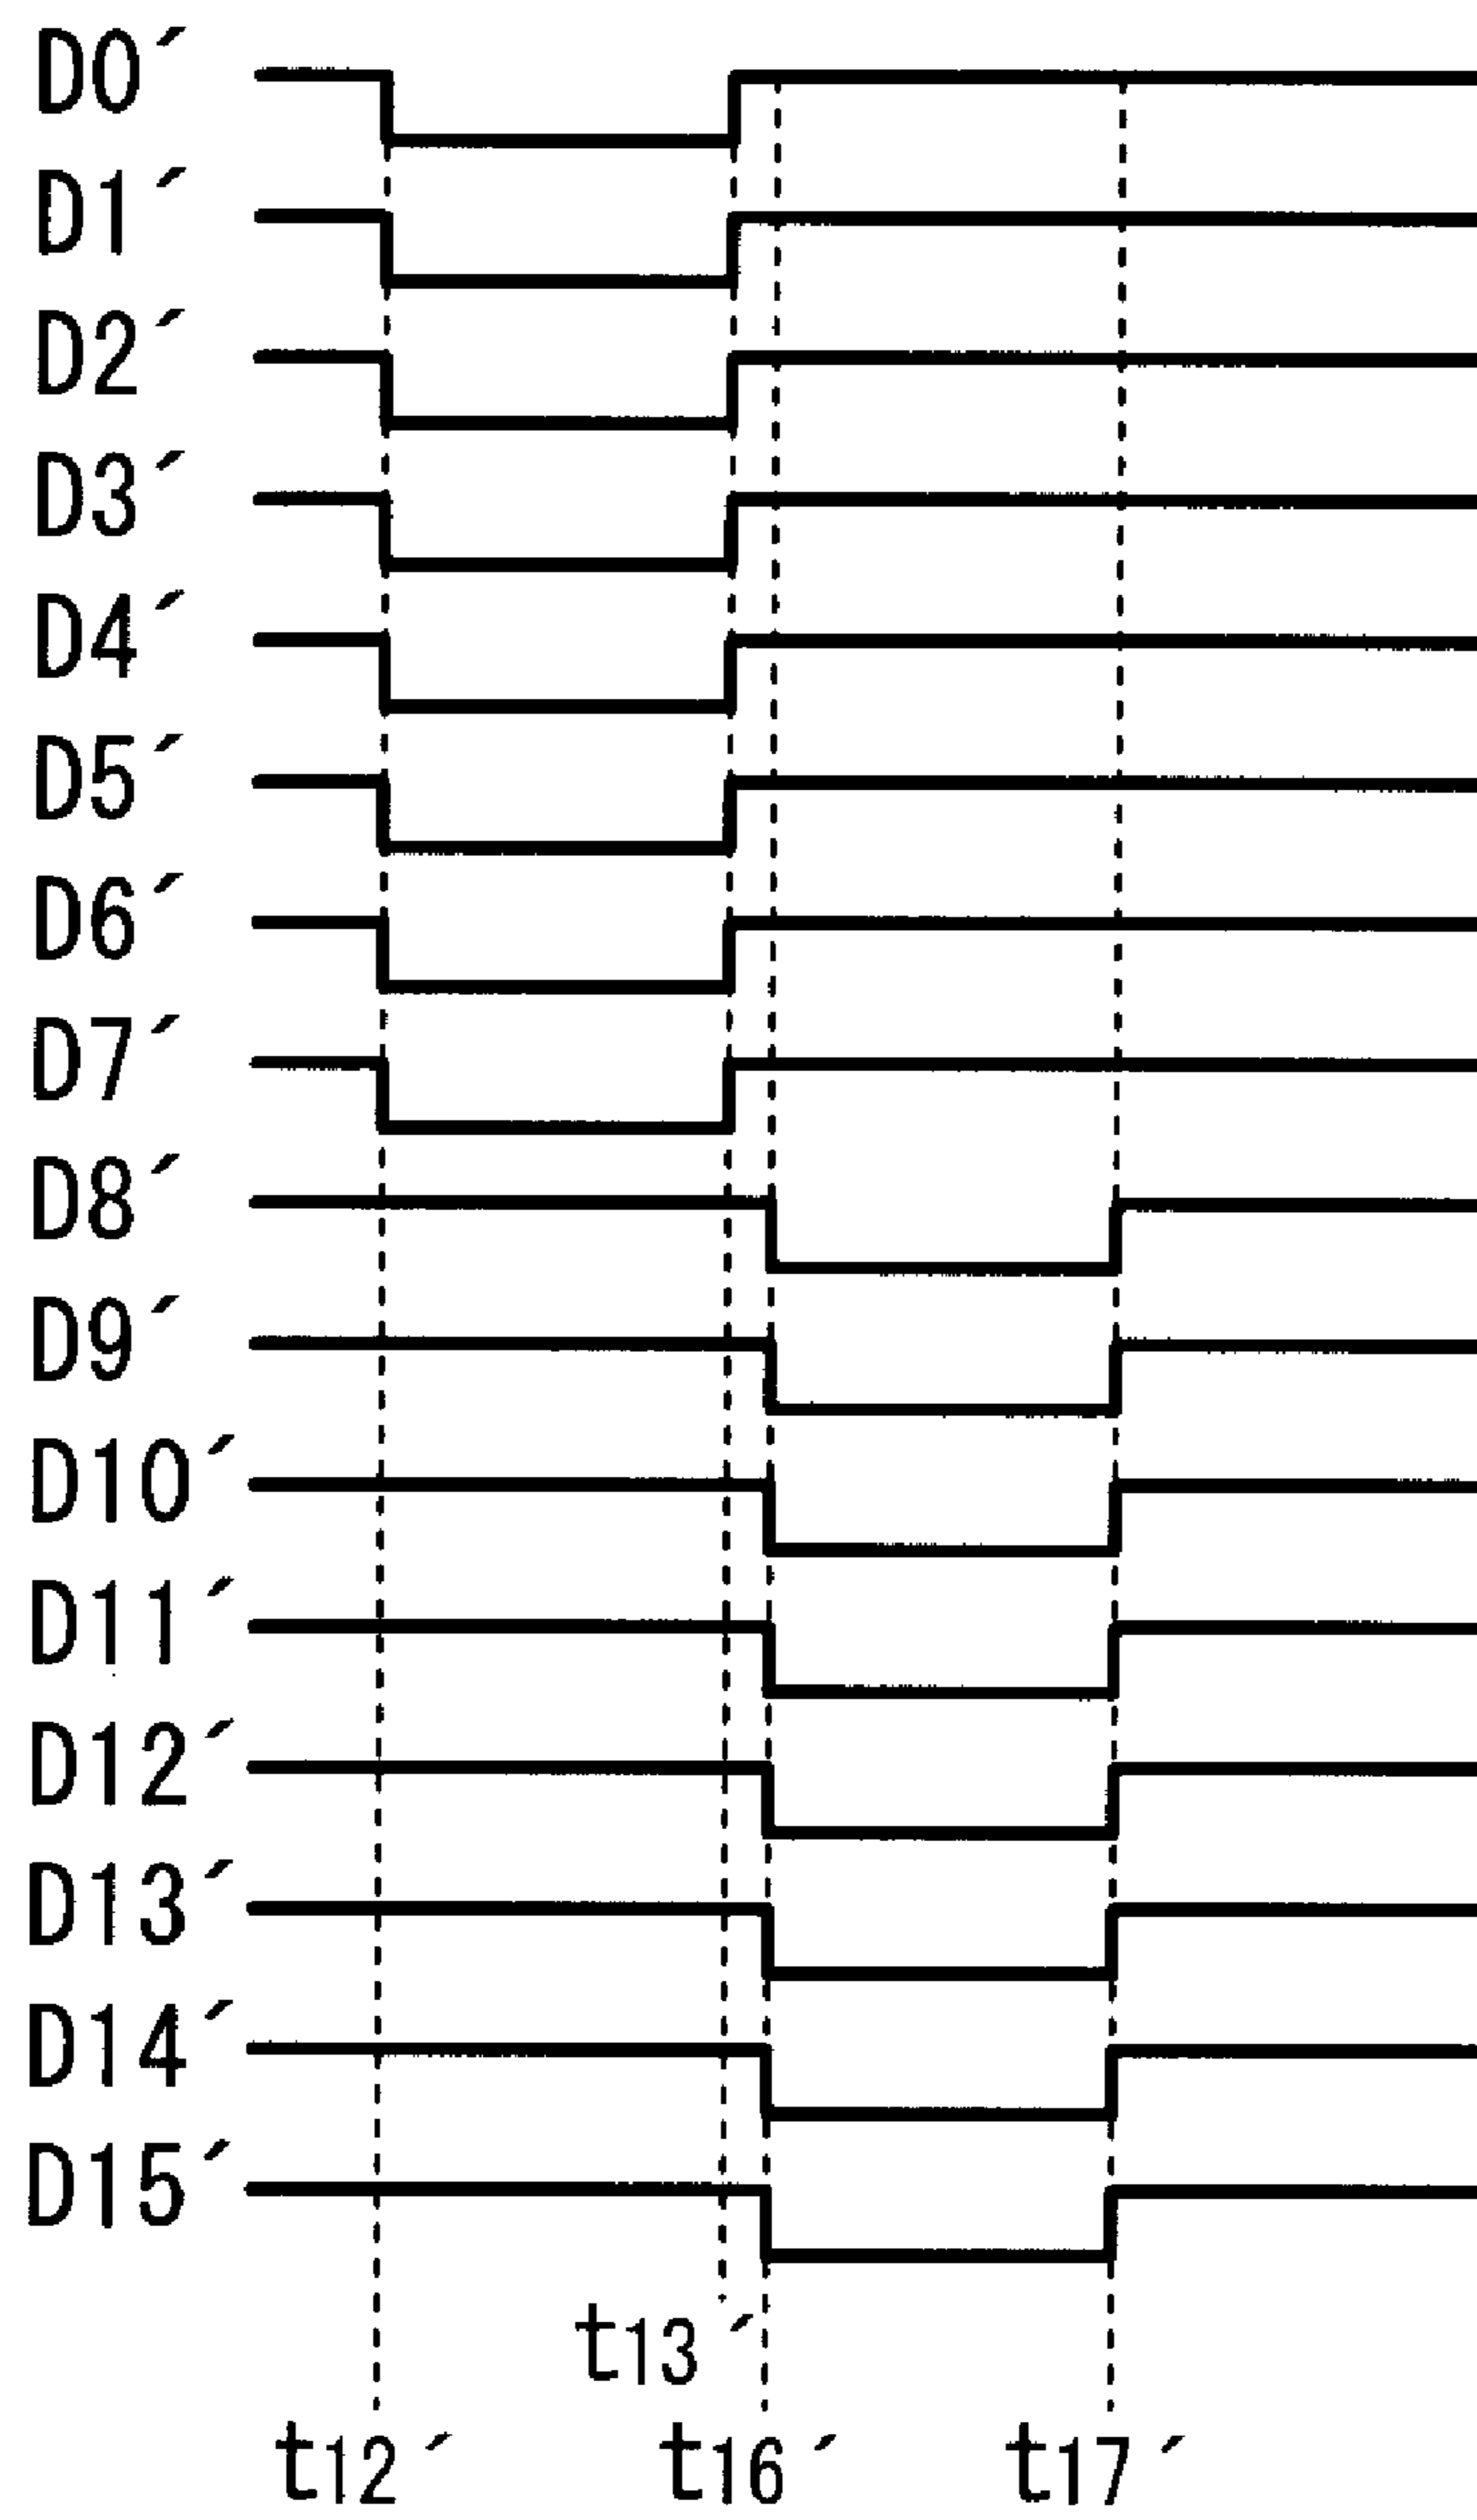 D0´
D1´
D2´
D3´
D4´
D5´
D6´
D7´
D8´
D9´
D10´
D11´
D12´
D13´
D14´
D15´
t13´
t12´ t16´ t17´